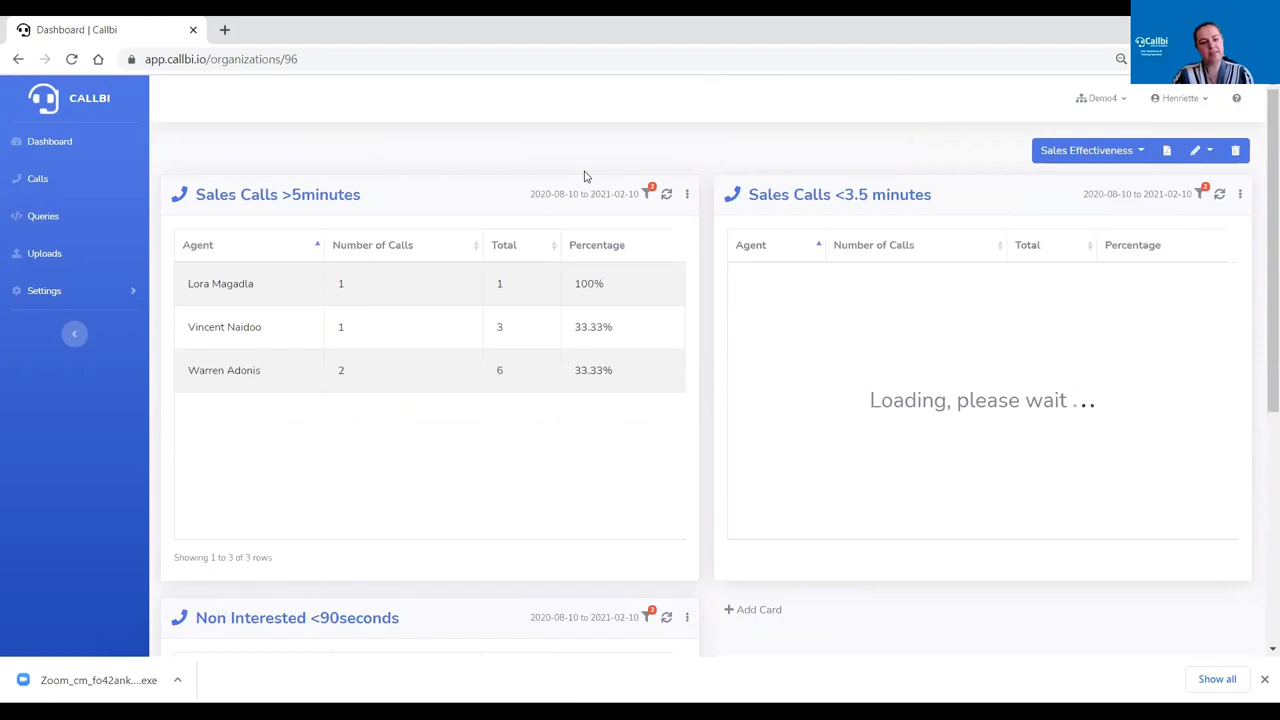 Dashboard | Callbi
app.callbi.io/organizations/96
Callbi
CALLBI
Demo4
Henriette
Dashboard
Calls
Queries
Uploads
Settings
Sales Effectiveness
Sales Calls >5minutes
2020-08-10 to 2021-02-10
2
Agent Number of Calls Total Percentage
Lora Magadla 1 1 100%
Vincent Naidoo 1 3 33.33%
Warren Adonis 2 6 33.33%
Showing 1 to 3 of 3 rows
Sales Calls <3.5 minutes
2020-08-10 to 2021-02-10
2
Agent Number of Calls Total Percentage
Loading, please wait ...
Non Interested <90seconds
2020-08-10 to 2021-02-10
2
Add Card
Zoom_cm_fo42ank....exe
Show all